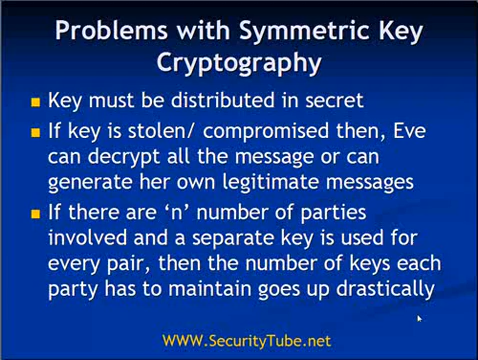 Problems with Symmetric Key
Cryptography
Key must be distributed in secret
If key is stolen/ compromised then, Eve
can decrypt all the message or can
generate her own legitimate messages
If there are ‘n’ number of parties
involved and a separate key is used for
every pair, then the number of keys each
party has to maintain goes up drastically
WWW.SecurityTube.net